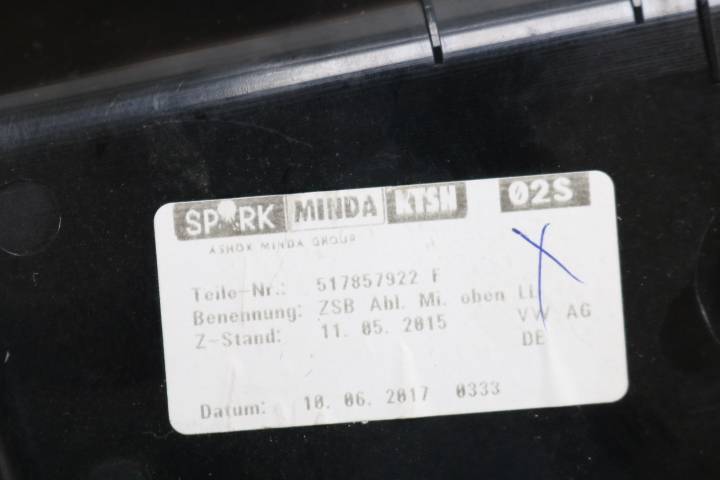 SPARK MINDA KTSN 02S
ASHOK MINDA GROUP
Teile-Nr.: 517857922 F
Benennung: ZSB Abl. Mi. oben LL
Z-Stand: 11. 05. 2015 VW AG
DE
Datum: 10. 06. 2017 0333